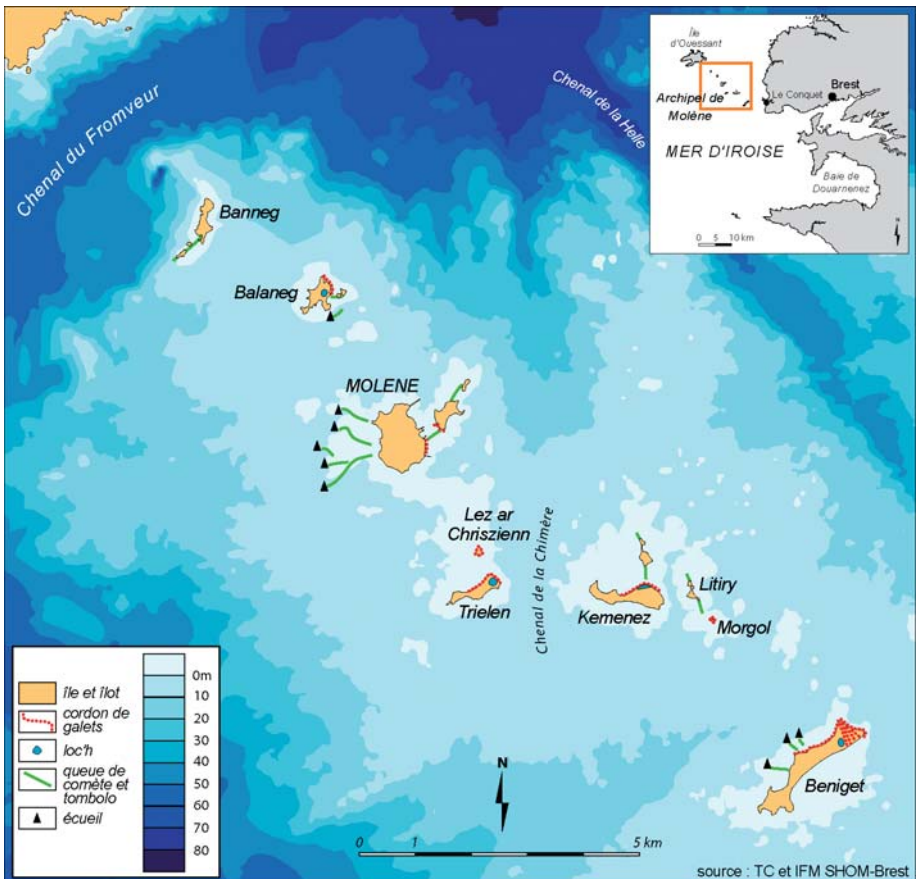 Chenal du Fromveur
Chenal de
la Helle
Île
d'Ouessant
Le Conquet
Brest
Archipel de
Molène
MER D'IROISE
Baie de
Douarnenez
0 5 10 km
N
Banneg
Balaneg
MOLENE
Lez ar
Chriszienn
Trielen
Chenal de la Chimère
Kemenez
Litiry
Morgol
Beniget
île et îlot
cordon de
galets
loc'h
queue de
comète et
tombolo
écueil
0m
10
20
30
40
50
60
70
80
N
0 1 5 km
source : TC et IFM SHOM-Brest